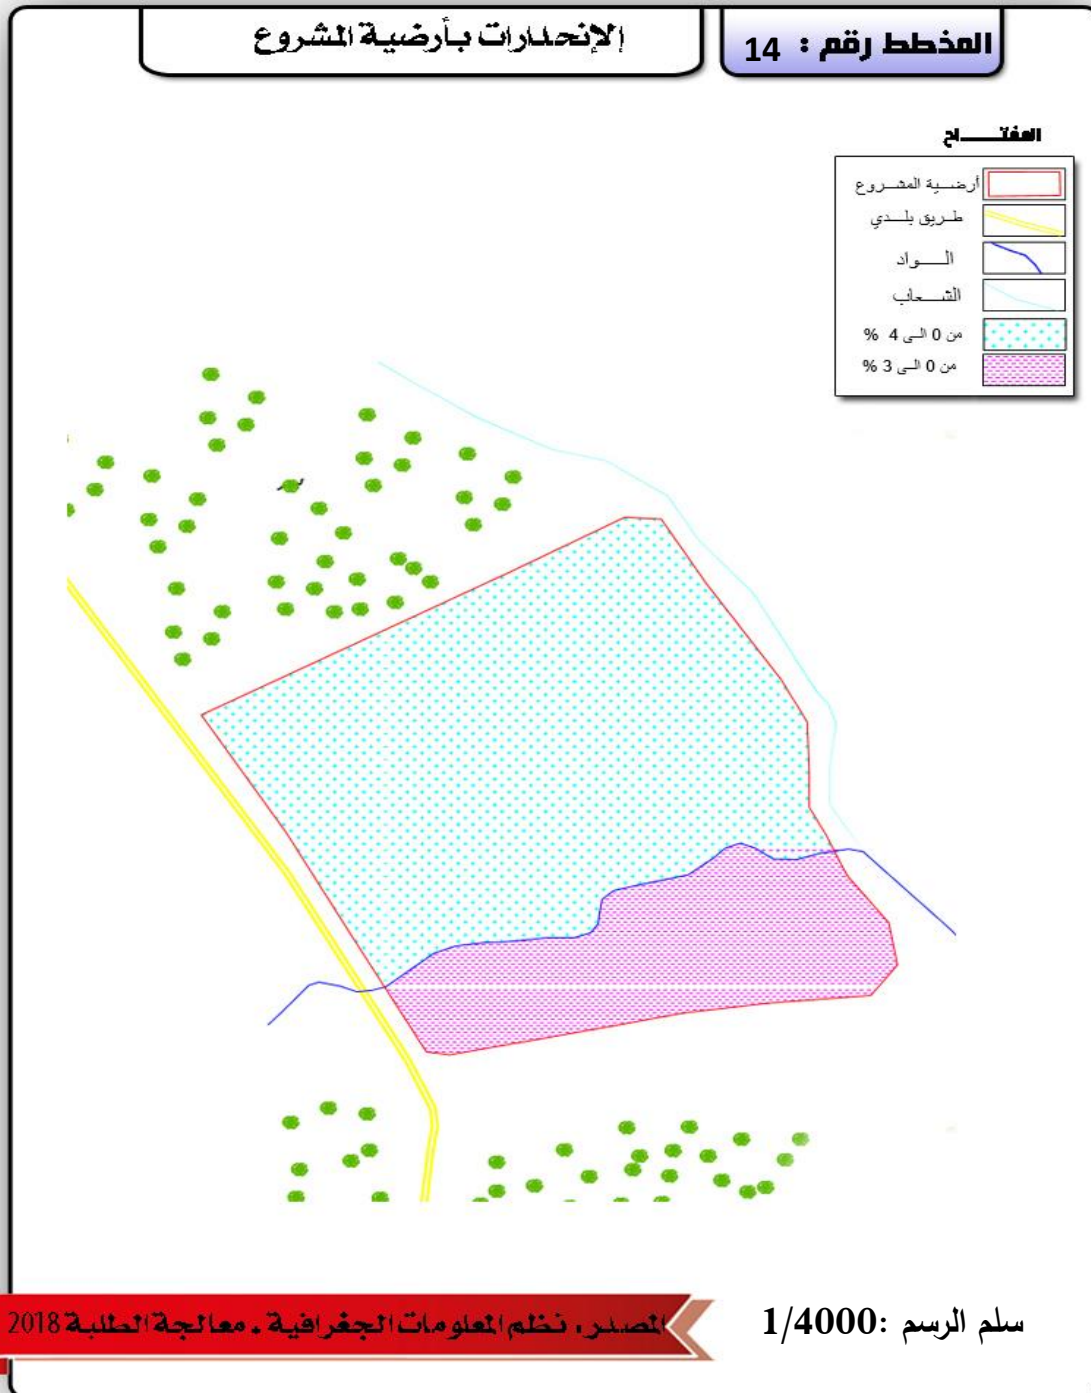 المخطط رقم : 14
الإنحدارات بأرضية المشروع
المفتاح
أرضية المشروع
طريق بلدي
الواد
الشعاب
من 0 الى 4 %
من 0 الى 3 %
المصدر، نظم المعلومات الجغرافية . معالجة الطلبة 2018
سلم الرسم :1/4000